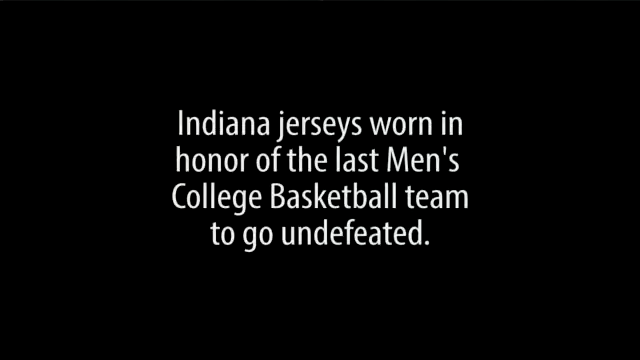 Indiana jerseys worn in
honor of the last Men's
College Basketball team
to go undefeated.